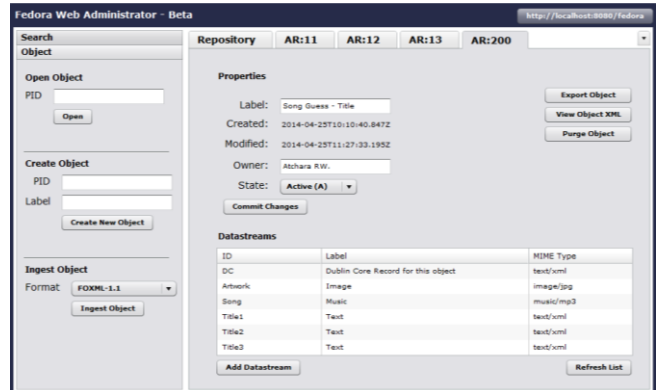 Fedora Web Administrator - Beta
http://localhost:8080/fedora
Search
Object
Open Object
PID
Open
Create Object
PID
Label
Create New Object
Ingest Object
Format FOXML-1.1
Ingest Object
Repository AR:11 AR:12 AR:13 AR:200
Properties
Label: Song Guess - Title
Created: 2014-04-25T10:10:40.847Z
Modified: 2014-04-25T11:27:33.195Z
Owner: Atchara RW.
State: Active (A)
Commit Changes
Export Object
View Object XML
Purge Object
Datastreams
ID Label MIME Type
DC Dublin Core Record for this object text/xml
Artwork Image image/jpg
Song Music music/mp3
Title1 Text text/xml
Title2 Text text/xml
Title3 Text text/xml
Add Datastream Refresh List